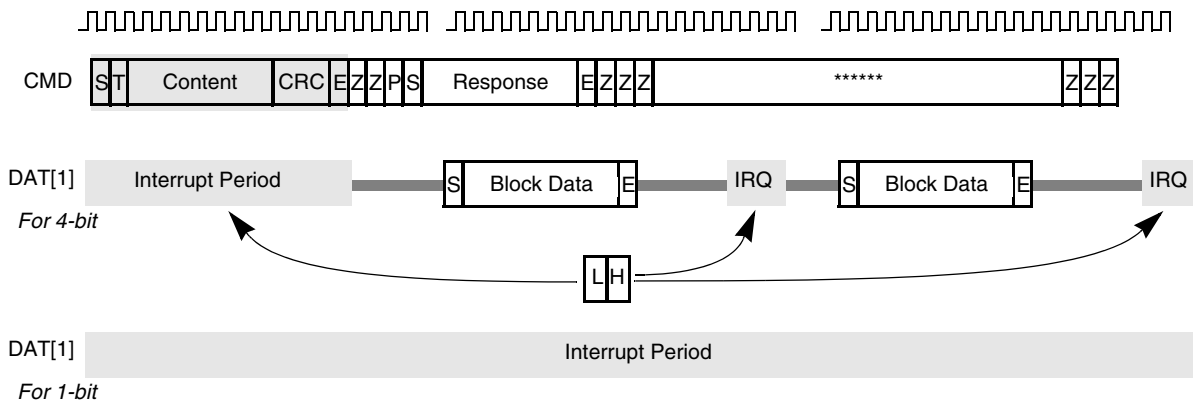 CMD S T Content CRC E Z Z P S Response E Z Z Z ****** Z Z Z
DAT[1] Interrupt Period S Block Data E IRQ S Block Data E IRQ
For 4-bit
L H
DAT[1] Interrupt Period
For 1-bit